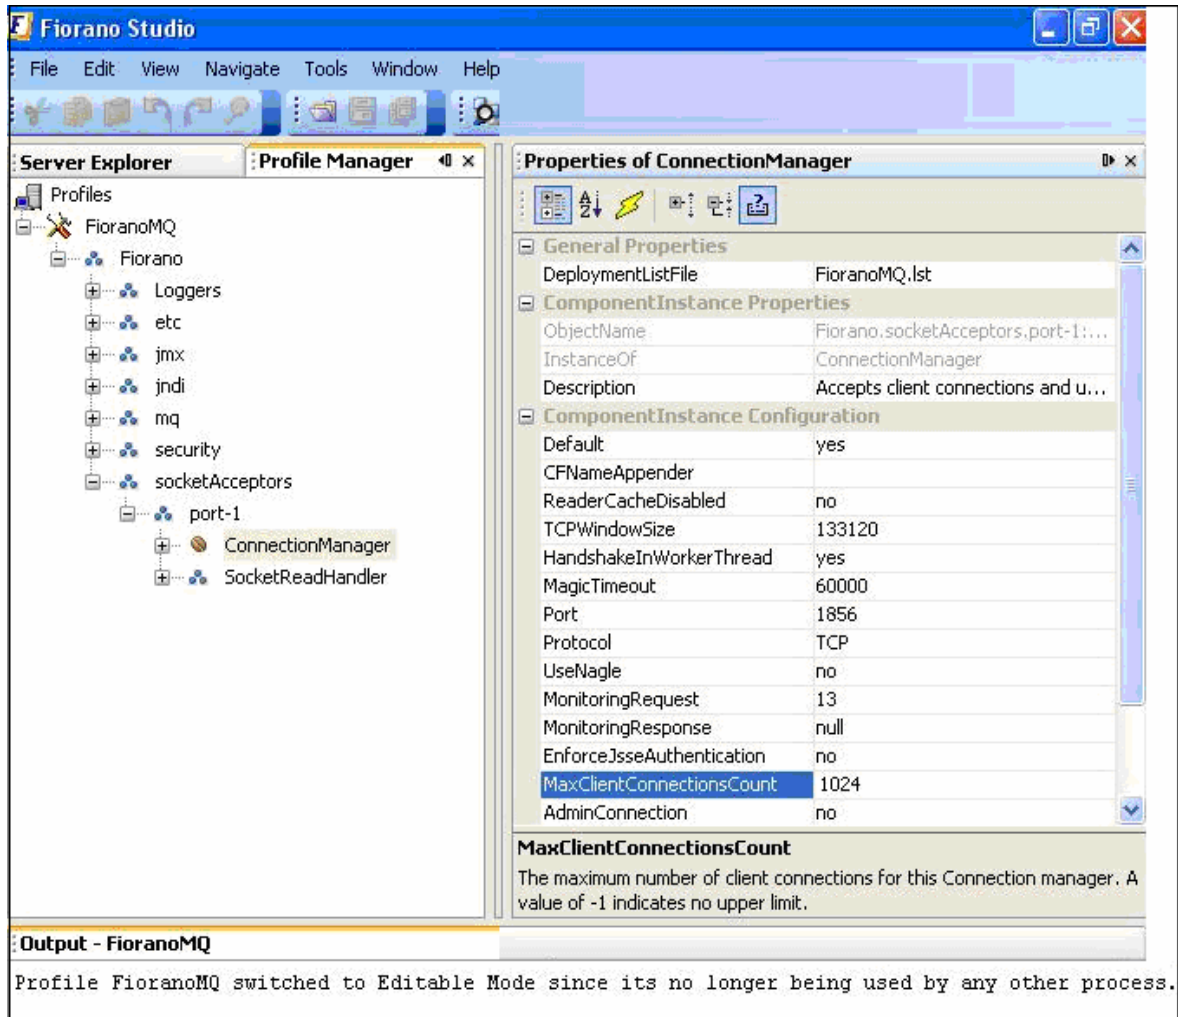 Fiorano Studio
File Edit View Navigate Tools Window Help
Server Explorer
Profile Manager
Profiles
FioranoMQ
Fiorano
Loggers
etc
jmx
jndi
mq
security
socketAcceptors
port-1
ConnectionManager
SocketReadHandler
Properties of ConnectionManager
General Properties
DeploymentListFile FioranoMQ.lst
ComponentInstance Properties
ObjectName Fiorano.socketAcceptors.port-1:...
InstanceOf ConnectionManager
Description Accepts client connections and u...
ComponentInstance Configuration
Default yes
CFNameAppender
ReaderCacheDisabled no
TCPWindowSize 133120
HandshakeInWorkerThread yes
MagicTimeout 60000
Port 1856
Protocol TCP
UseNagle no
MonitoringRequest 13
MonitoringResponse null
EnforceJsseAuthentication no
MaxClientConnectionsCount 1024
AdminConnection no
MaxClientConnectionsCount
The maximum number of client connections for this Connection manager. A
value of -1 indicates no upper limit.
Output - FioranoMQ
Profile FioranoMQ switched to Editable Mode since its no longer being used by any other process.